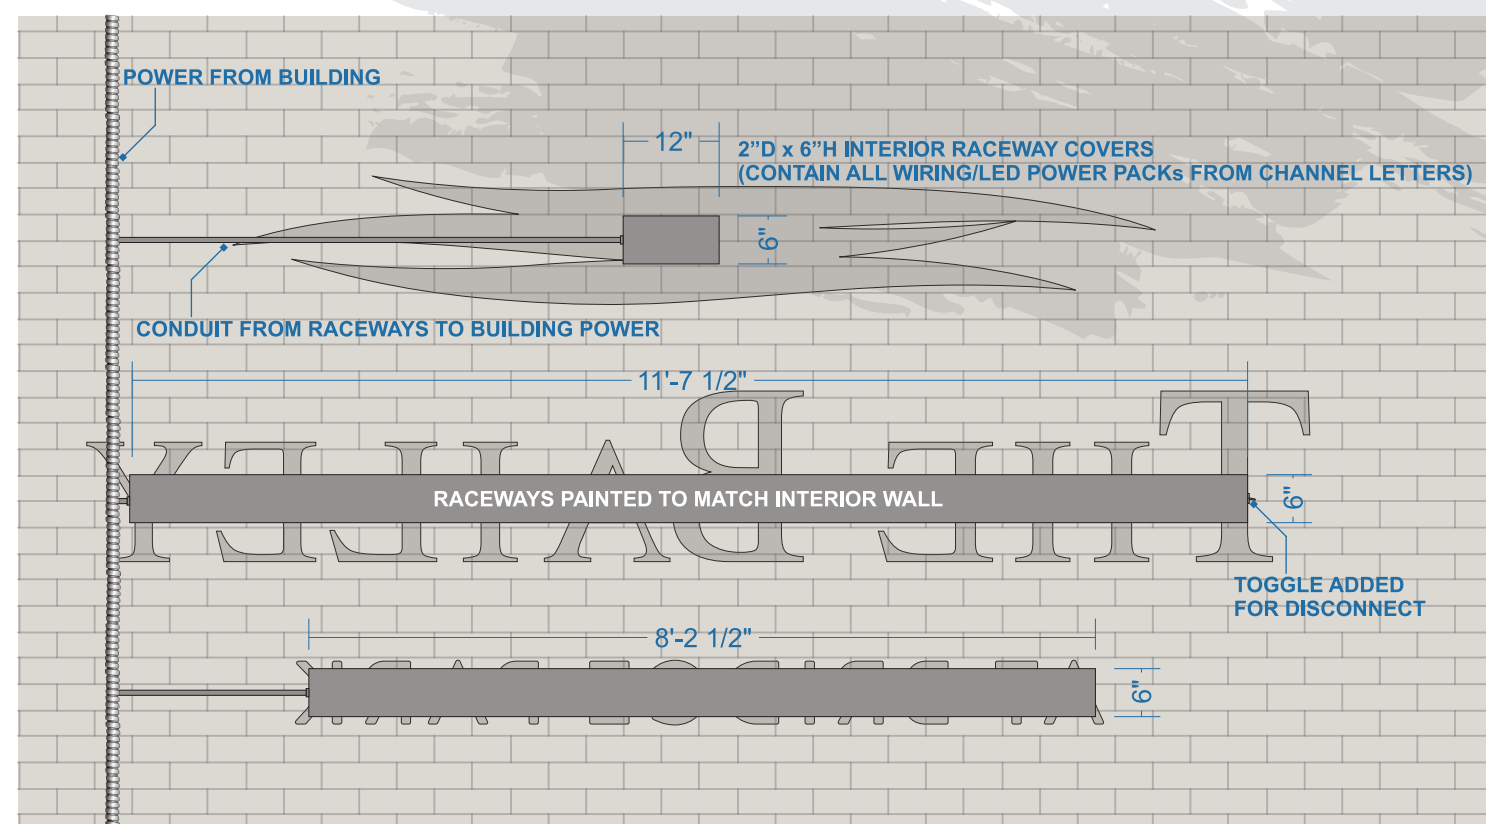 POWER FROM BUILDING
12"
2”D x 6”H INTERIOR RACEWAY COVERS
(CONTAIN ALL WIRING/LED POWER PACKs FROM CHANNEL LETTERS)
6"
CONDUIT FROM RACEWAYS TO BUILDING POWER
11'-7 1/2"
THE BAILEY
RACEWAYS PAINTED TO MATCH INTERIOR WALL
6"
TOGGLE ADDED
FOR DISCONNECT
8'-2 1/2"
6"